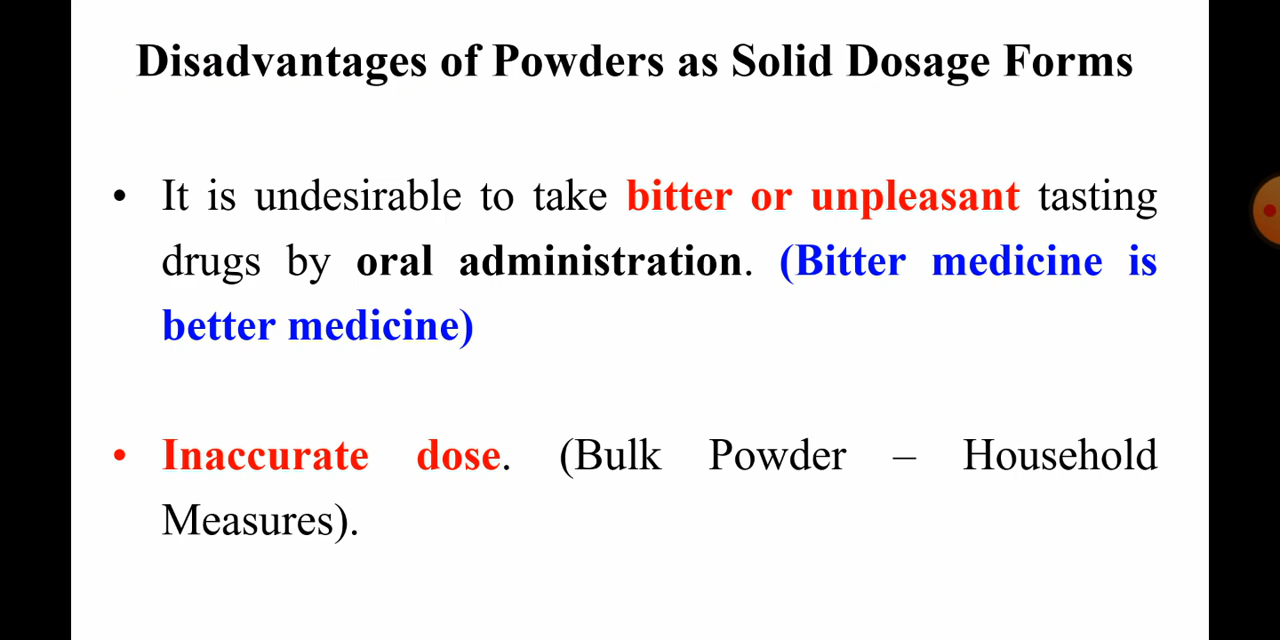 Disadvantages of Powders as Solid Dosage Forms
• It is undesirable to take bitter or unpleasant tasting
drugs by oral administration. (Bitter medicine is
better medicine)
• Inaccurate dose. (Bulk Powder – Household
Measures).